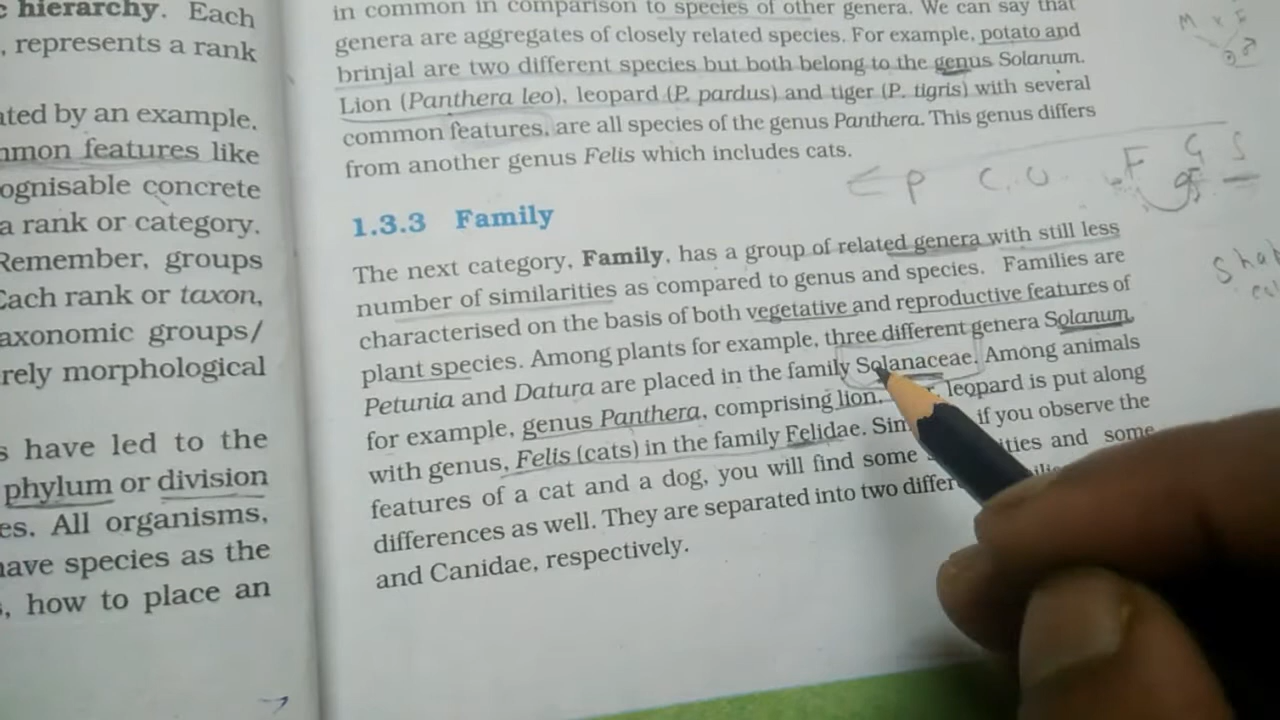 c hierarchy. Each
, represents a rank
ated by an example.
mmon features like
ognisable concrete
a rank or category.
Remember, groups
Each rank or taxon,
axonomic groups/
rely morphological
s have led to the
phylum or division
es. All organisms,
have species as the
s, how to place an
in common in comparison to species of other genera. We can say that
genera are aggregates of closely related species. For example, potato and
brinjal are two different species but both belong to the genus Solanum.
Lion (Panthera leo), leopard (P. pardus) and tiger (P. tigris) with several
common features, are all species of the genus Panthera. This genus differs
from another genus Felis which includes cats.
P C. O F G S
1.3.3 Family
The next category, Family, has a group of related genera with still less
number of similarities as compared to genus and species. Families are
characterised on the basis of both vegetative and reproductive features of
plant species. Among plants for example, three different genera Solanum,
Petunia and Datura are placed in the family Solanaceae. Among animals
for example, genus Panthera, comprising lion, leopard is put along
with genus, Felis (cats) in the family Felidae. if you observe the
features of a cat and a dog, you will find some and some
differences as well. They are separated into two
and Canidae, respectively.